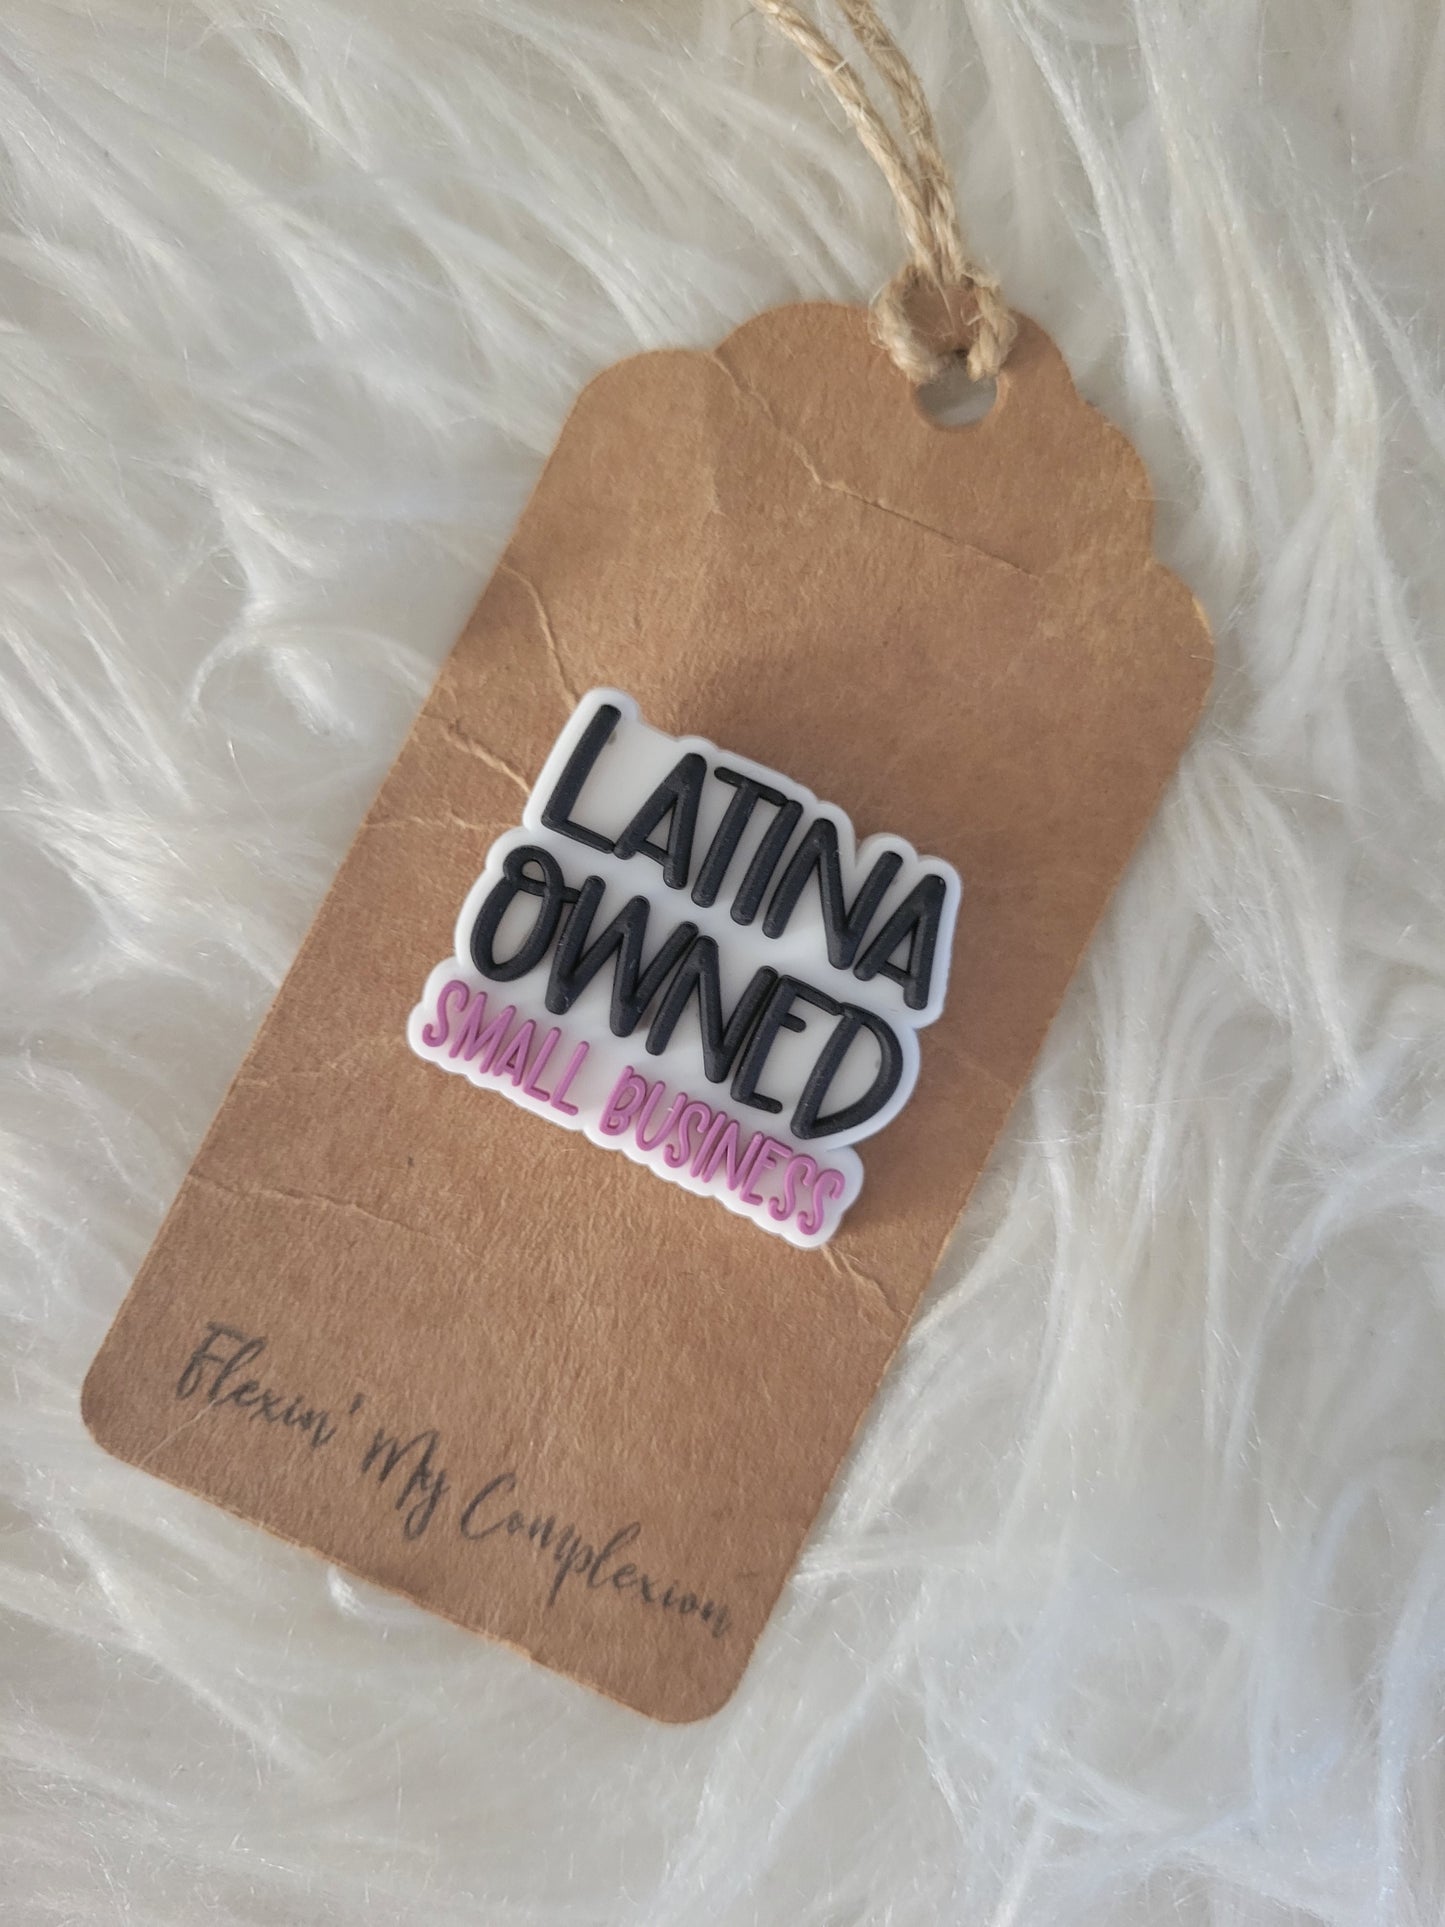 LATINA
OWNED
SMALL BUSINESS
Flexin' My Complexion